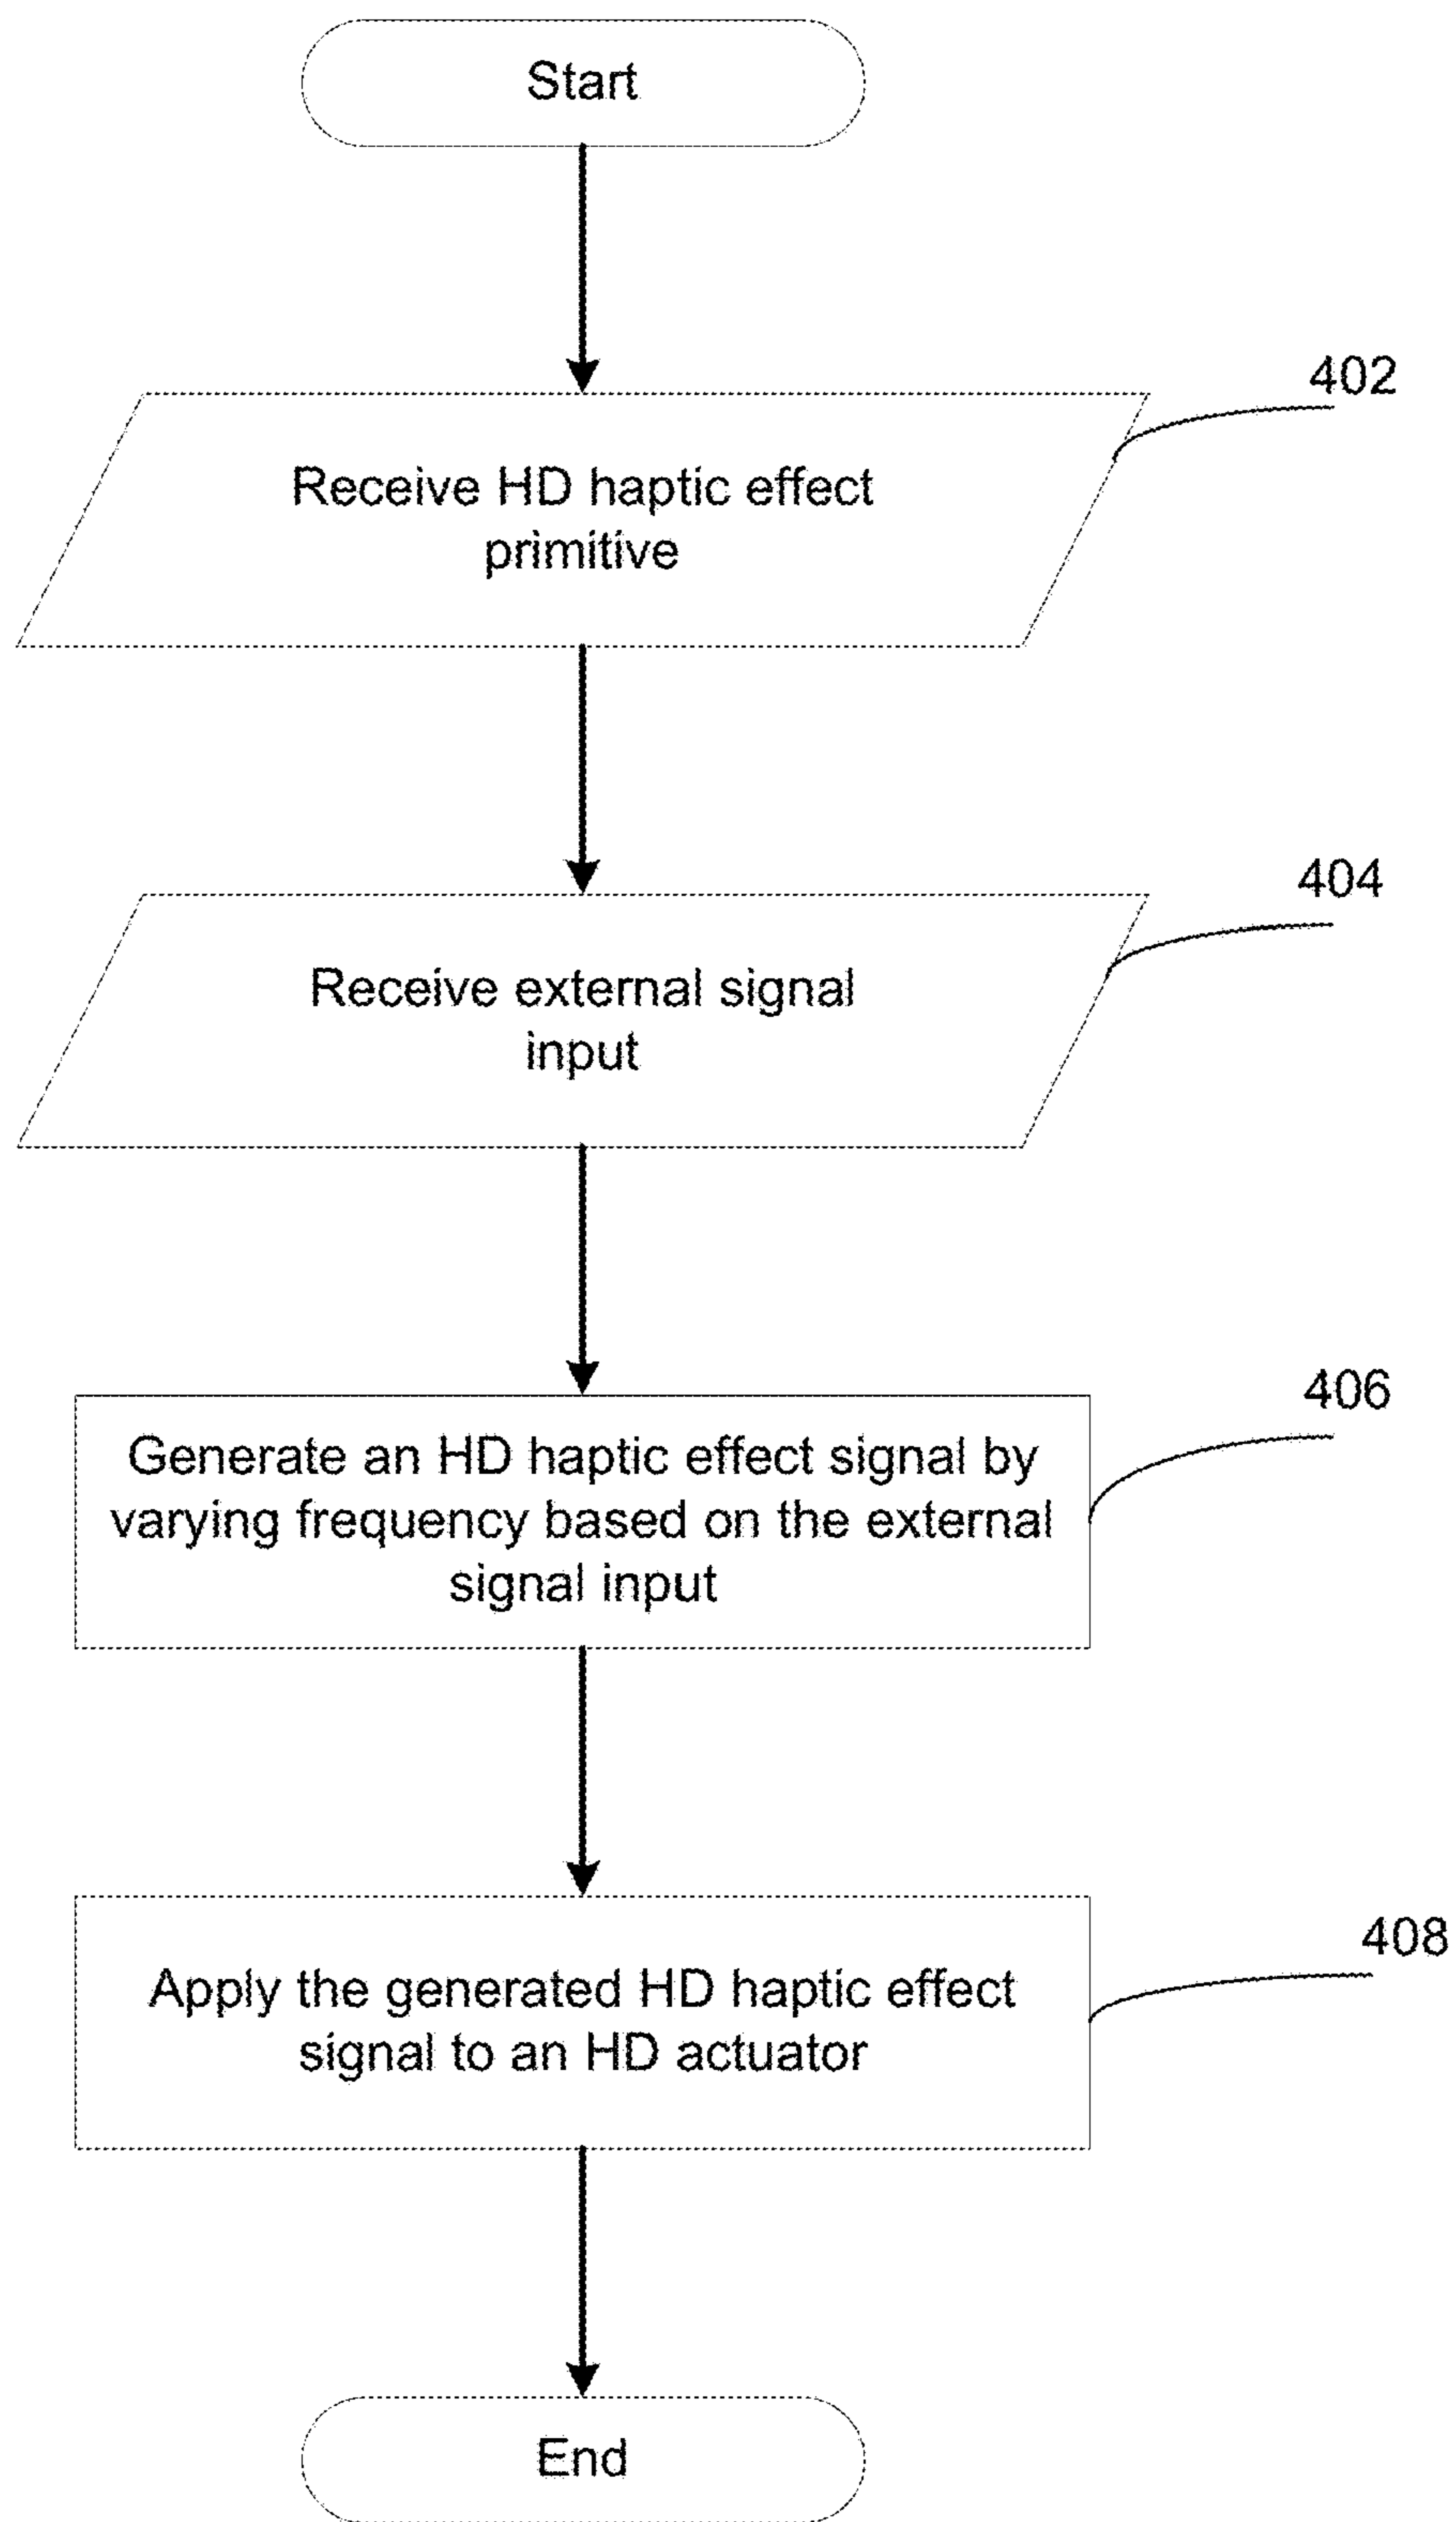 Start
402
Receive HD haptic effect
primitive
404
Receive external signal
input
406
Generate an HD haptic effect signal by
varying frequency based on the external
signal input
408
Apply the generated HD haptic effect
signal to an HD actuator
End